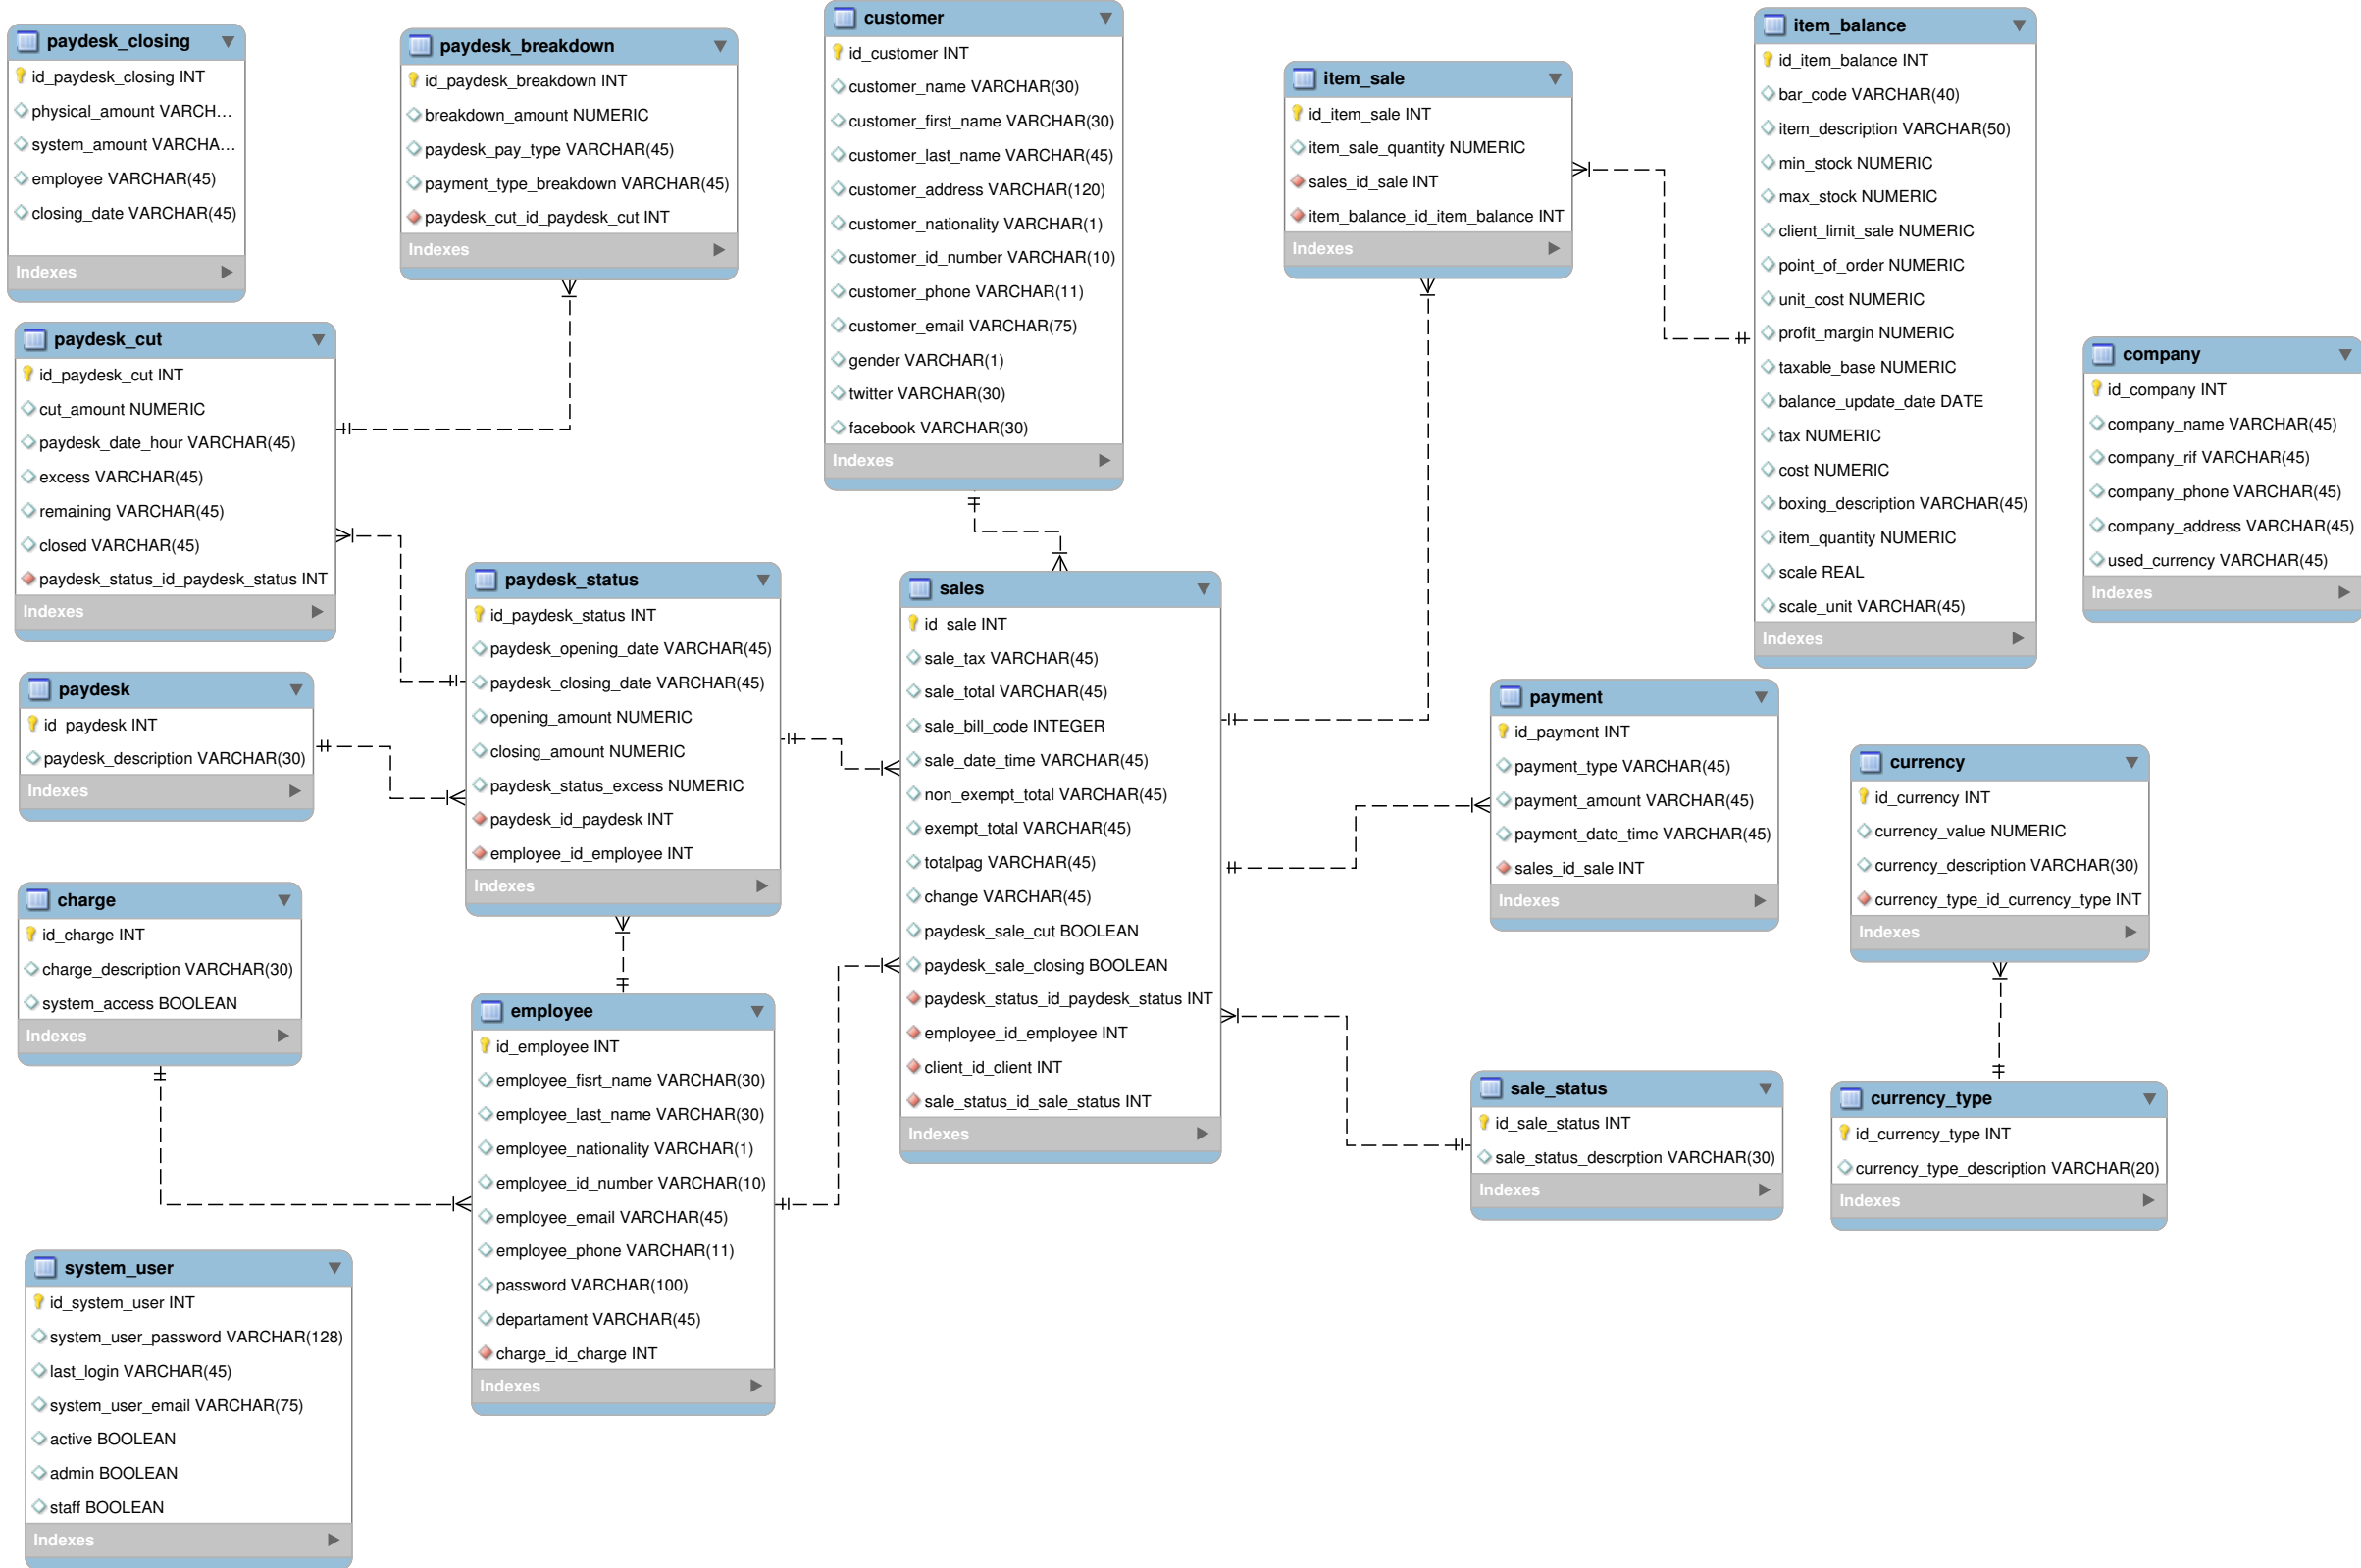 paydesk_closing
id_paydesk_closing INT
physical_amount VARCH...
system_amount VARCHA...
employee VARCHAR(45)
closing_date VARCHAR(45)
Indexes
paydesk_breakdown
id_paydesk_breakdown INT
breakdown_amount NUMERIC
paydesk_pay_type VARCHAR(45)
payment_type_breakdown VARCHAR(45)
paydesk_cut_id_paydesk_cut INT
Indexes
customer
id_customer INT
customer_name VARCHAR(30)
customer_first_name VARCHAR(30)
customer_last_name VARCHAR(45)
customer_address VARCHAR(120)
customer_nationality VARCHAR(1)
customer_id_number VARCHAR(10)
customer_phone VARCHAR(11)
customer_email VARCHAR(75)
gender VARCHAR(1)
twitter VARCHAR(30)
facebook VARCHAR(30)
Indexes
item_sale
id_item_sale INT
item_sale_quantity NUMERIC
sales_id_sale INT
item_balance_id_item_balance INT
Indexes
item_balance
id_item_balance INT
bar_code VARCHAR(40)
item_description VARCHAR(50)
min_stock NUMERIC
max_stock NUMERIC
client_limit_sale NUMERIC
point_of_order NUMERIC
unit_cost NUMERIC
profit_margin NUMERIC
taxable_base NUMERIC
balance_update_date DATE
tax NUMERIC
cost NUMERIC
boxing_description VARCHAR(45)
item_quantity NUMERIC
scale REAL
scale_unit VARCHAR(45)
Indexes
company
id_company INT
company_name VARCHAR(45)
company_rif VARCHAR(45)
company_phone VARCHAR(45)
company_address VARCHAR(45)
used_currency VARCHAR(45)
Indexes
paydesk_cut
id_paydesk_cut INT
cut_amount NUMERIC
paydesk_date_hour VARCHAR(45)
excess VARCHAR(45)
remaining VARCHAR(45)
closed VARCHAR(45)
paydesk_status_id_paydesk_status INT
Indexes
paydesk_status
id_paydesk_status INT
paydesk_opening_date VARCHAR(45)
paydesk_closing_date VARCHAR(45)
opening_amount NUMERIC
closing_amount NUMERIC
paydesk_status_excess NUMERIC
paydesk_id_paydesk INT
employee_id_employee INT
Indexes
sales
id_sale INT
sale_tax VARCHAR(45)
sale_total VARCHAR(45)
sale_bill_code INTEGER
sale_date_time VARCHAR(45)
non_exempt_total VARCHAR(45)
exempt_total VARCHAR(45)
totalpag VARCHAR(45)
change VARCHAR(45)
paydesk_sale_cut BOOLEAN
paydesk_sale_closing BOOLEAN
paydesk_status_id_paydesk_status INT
employee_id_employee INT
client_id_client INT
sale_status_id_sale_status INT
Indexes
paydesk
id_paydesk INT
paydesk_description VARCHAR(30)
Indexes
payment
id_payment INT
payment_type VARCHAR(45)
payment_amount VARCHAR(45)
payment_date_time VARCHAR(45)
sales_id_sale INT
Indexes
currency
id_currency INT
currency_value NUMERIC
currency_description VARCHAR(30)
currency_type_id_currency_type INT
Indexes
charge
id_charge INT
charge_description VARCHAR(30)
system_access BOOLEAN
Indexes
employee
id_employee INT
employee_fisrt_name VARCHAR(30)
employee_last_name VARCHAR(30)
employee_nationality VARCHAR(1)
employee_id_number VARCHAR(10)
employee_email VARCHAR(45)
employee_phone VARCHAR(11)
password VARCHAR(100)
departament VARCHAR(45)
charge_id_charge INT
Indexes
sale_status
id_sale_status INT
sale_status_descrption VARCHAR(30)
Indexes
currency_type
id_currency_type INT
currency_type_description VARCHAR(20)
Indexes
system_user
id_system_user INT
system_user_password VARCHAR(128)
last_login VARCHAR(45)
system_user_email VARCHAR(75)
active BOOLEAN
admin BOOLEAN
staff BOOLEAN
Indexes